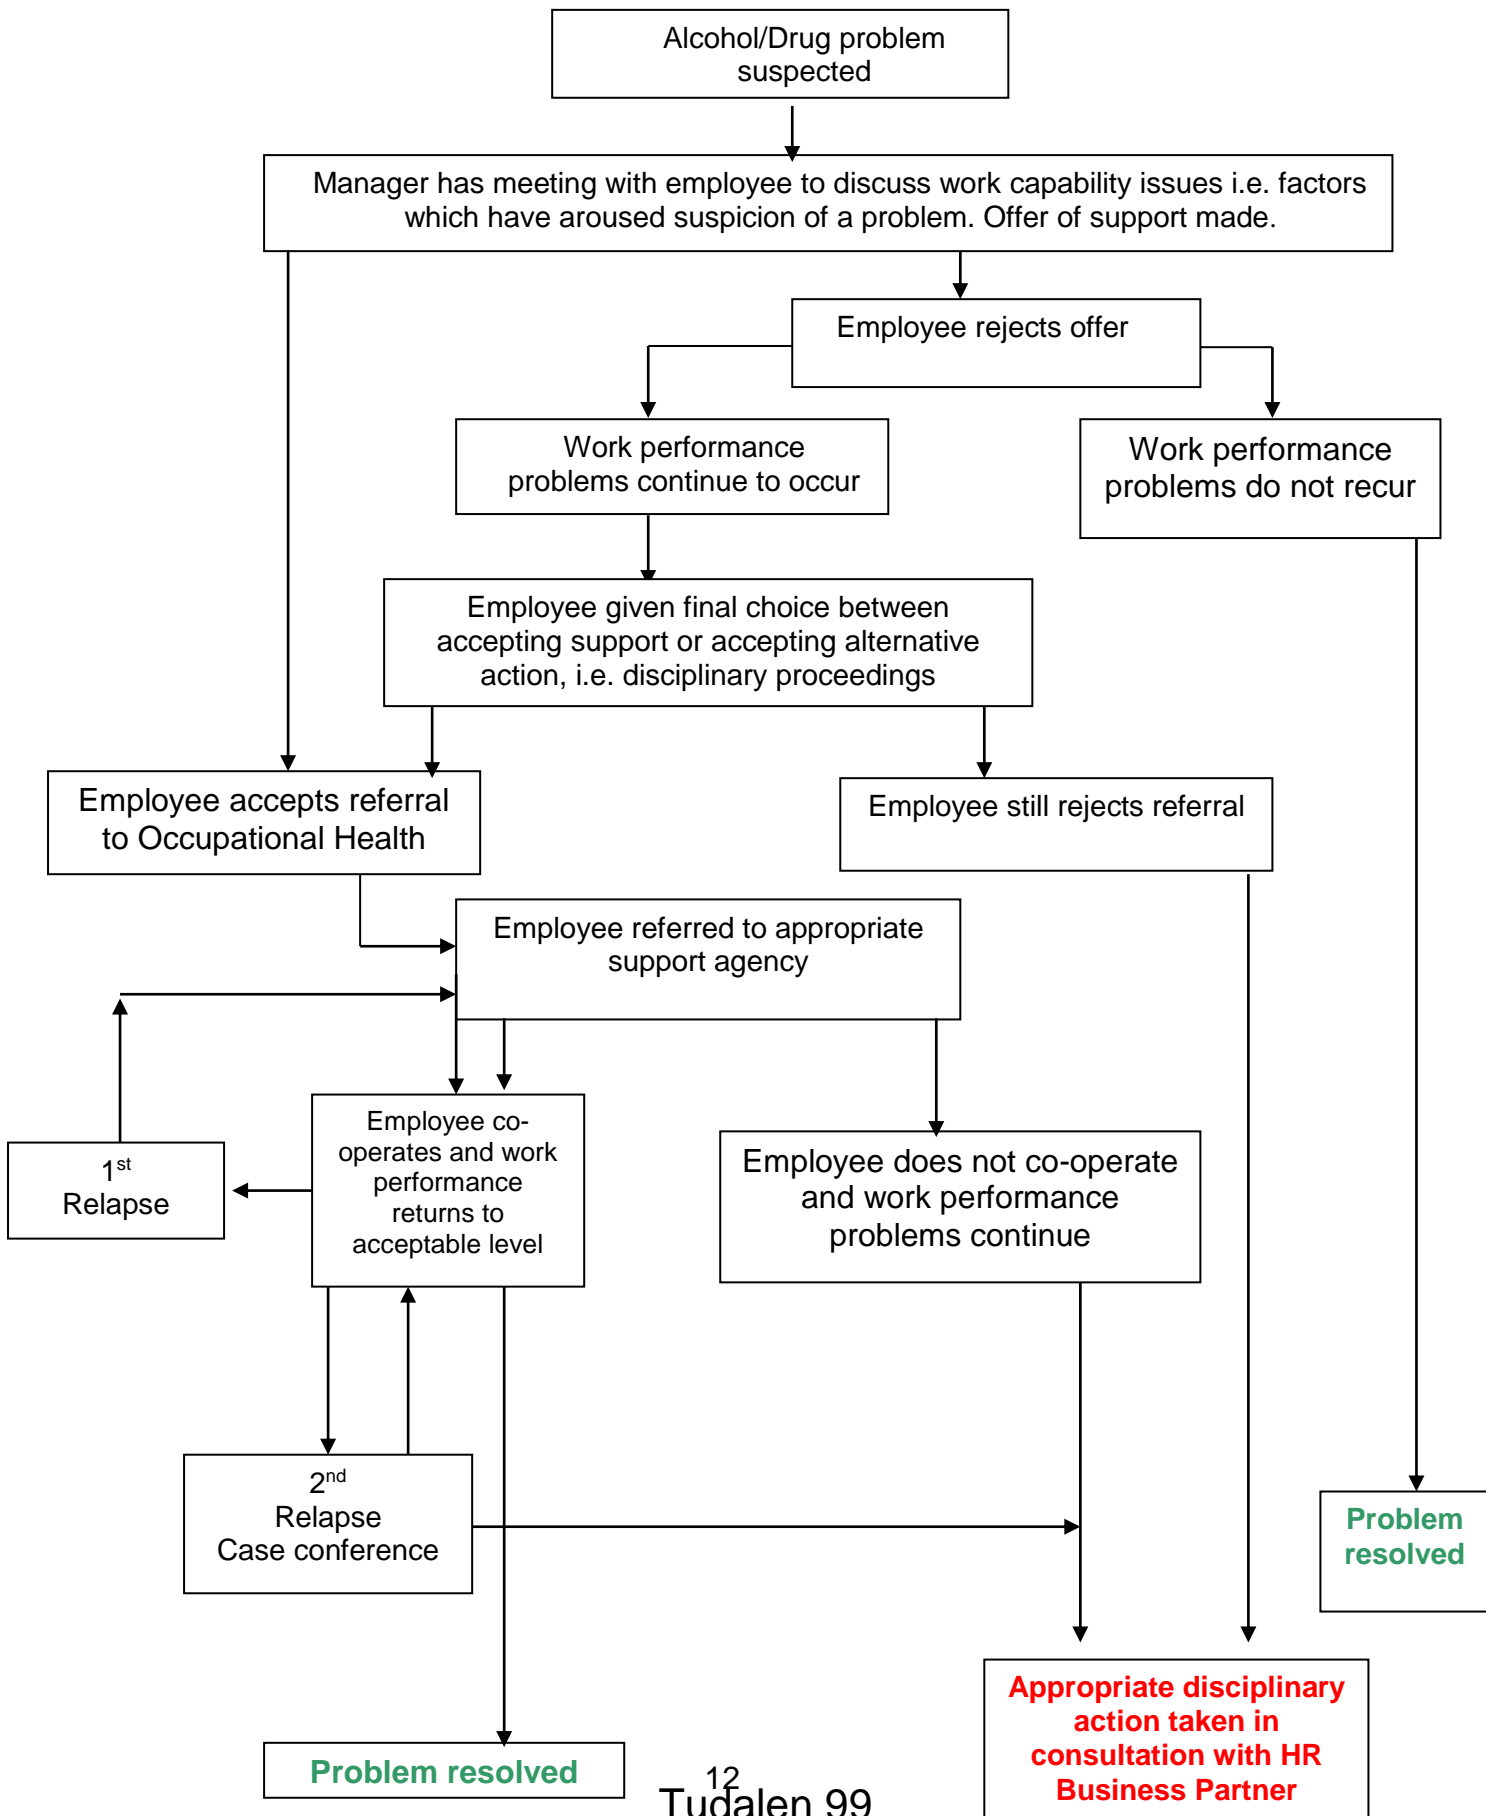 Alcohol/Drug problem
suspected
Manager has meeting with employee to discuss work capability issues i.e. factors
which have aroused suspicion of a problem. Offer of support made.
Employee rejects offer
Work performance
problems continue to occur
Work performance
problems do not recur
Employee given final choice between
accepting support or accepting alternative
action, i.e. disciplinary proceedings
Employee accepts referral
to Occupational Health
Employee still rejects referral
Employee referred to appropriate
support agency
1st
Relapse
Employee co-
operates and work
performance
returns to
acceptable level
Employee does not co-operate
and work performance
problems continue
2nd
Relapse
Case conference
Problem
resolved
Problem resolved
Appropriate disciplinary
action taken in
consultation with HR
Business Partner
12
Tudalen 99